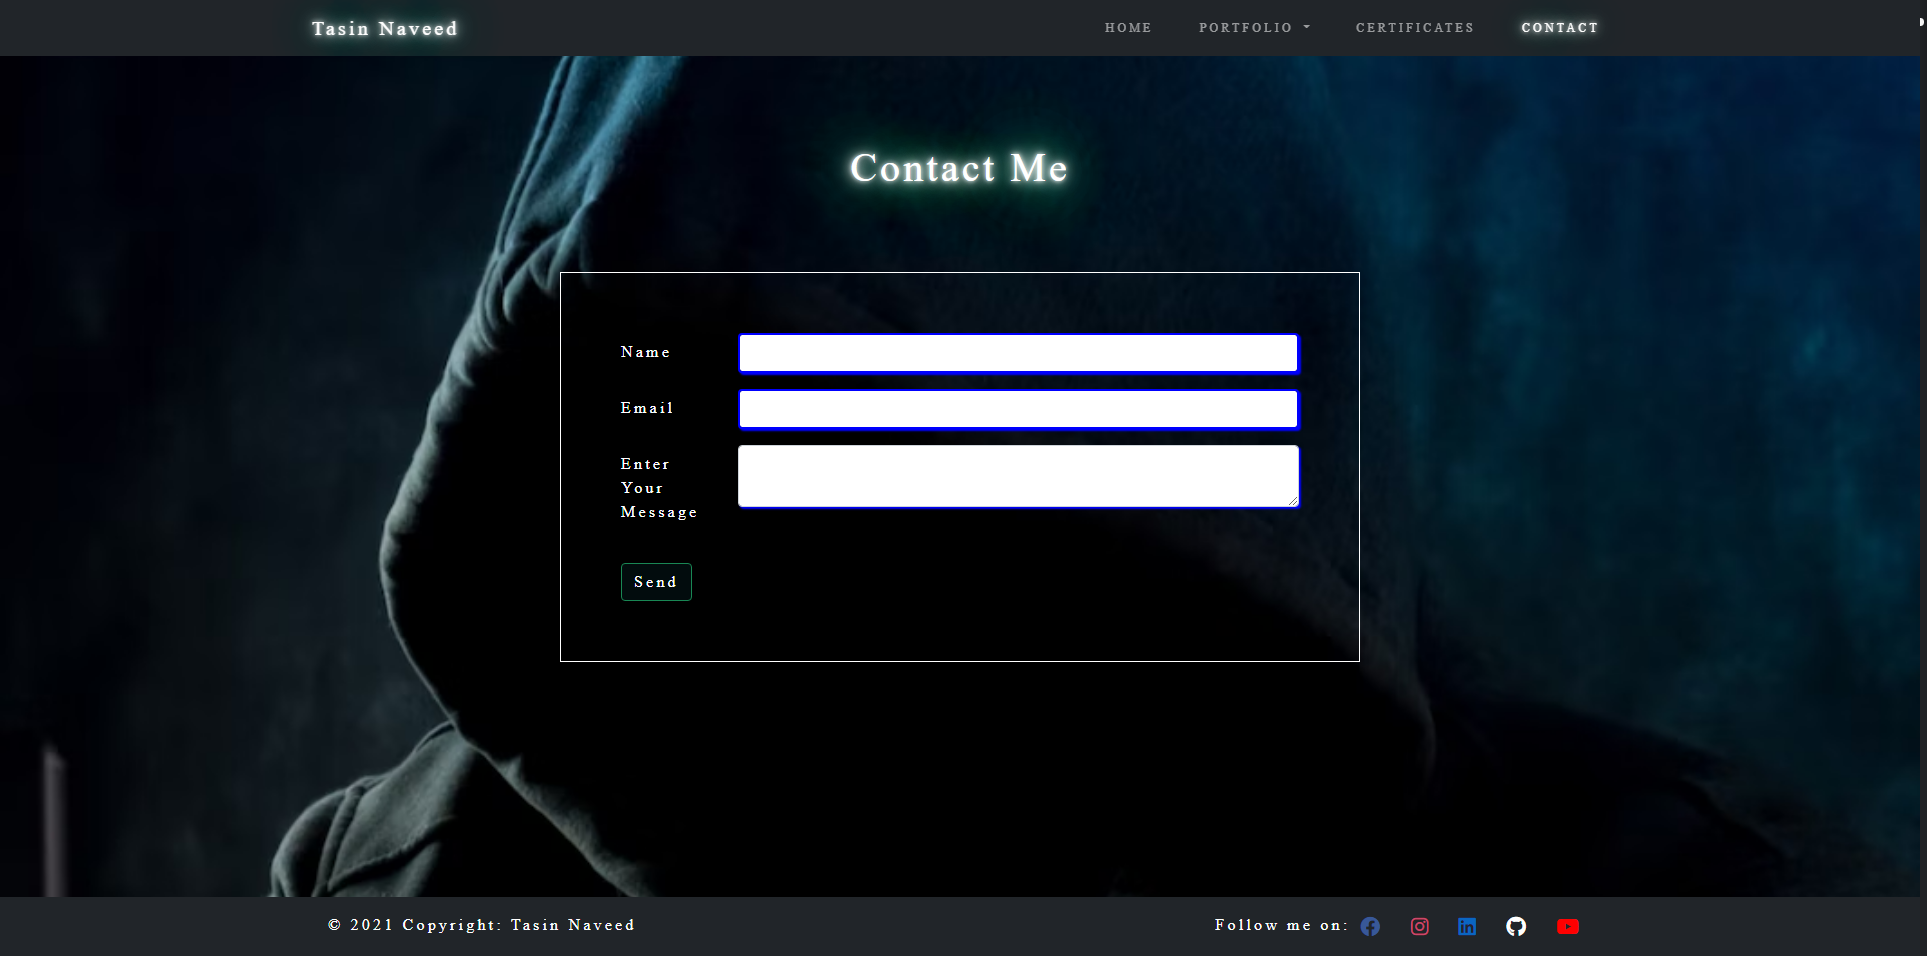 Tasin Naveed
HOME PORTFOLIO CERTIFICATES CONTACT
Contact Me
Name
Email
Enter
Your
Message
Send
© 2021 Copyright: Tasin Naveed
Follow me on: